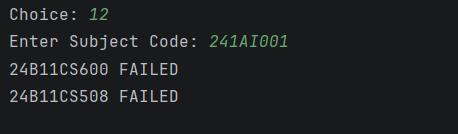 Choice: 12
Enter Subject Code: 241AI001
24B11CS600 FAILED
24B11CS508 FAILED